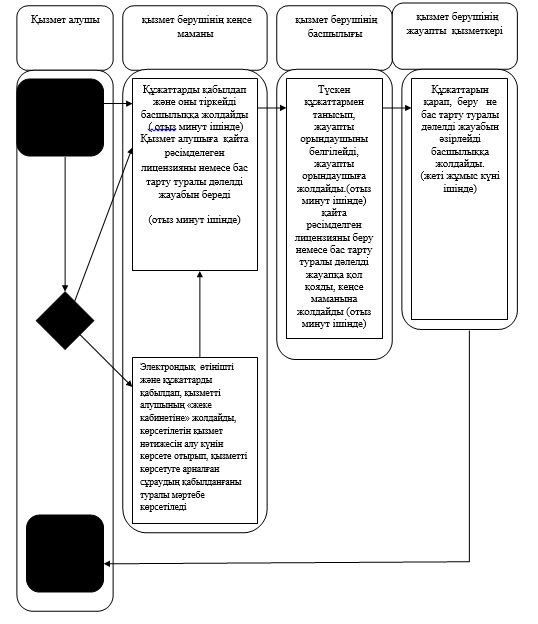 Қызмет алушы
қызмет берушінің кеңсе
маманы
қызмет берушінің
басшылығы
қызмет берушінің
жауапты қызметкері
Құжаттарды қабылдап
және оны тіркейді
басшылыққа жолдайды
( отыз минут ішінде)
Қызмет алушыға қайта
рәсімделеген
лицензияны немесе бас
тарту туралы дәлелді
жауабын береді
(отыз минут ішінде)
Түскен
құжаттармен
танысып,
жауапты
орындаушыны
белгілейді,
жауапты
орындаушыға
жолдайды.(отыз
минут ішінде)
қайта
рәсімделген
лицензияны беру
немесе бас тарту
туралы дәлелді
жауапқа қол
қояды, кеңсе
маманына
жолдайды (отыз
минут ішінде)
Құжаттарын
қарап, беру не
бас тарту туралы
дәлелді жауабын
әзірлейді
басшылыққа
жолдайды.
(жеті жұмыс күні
ішінде)
Электрондық өтінішті
және құжаттарды
қабылдап, қызметті
алушының «жеке
кабинетіне» жолдайды,
көрсетілетін қызмет
нәтижесін алу күнін
көрсете отырып, қызметті
көрсетуге арналған
сұраудың қабылданғаны
туралы мәртебе
көрсетіледі